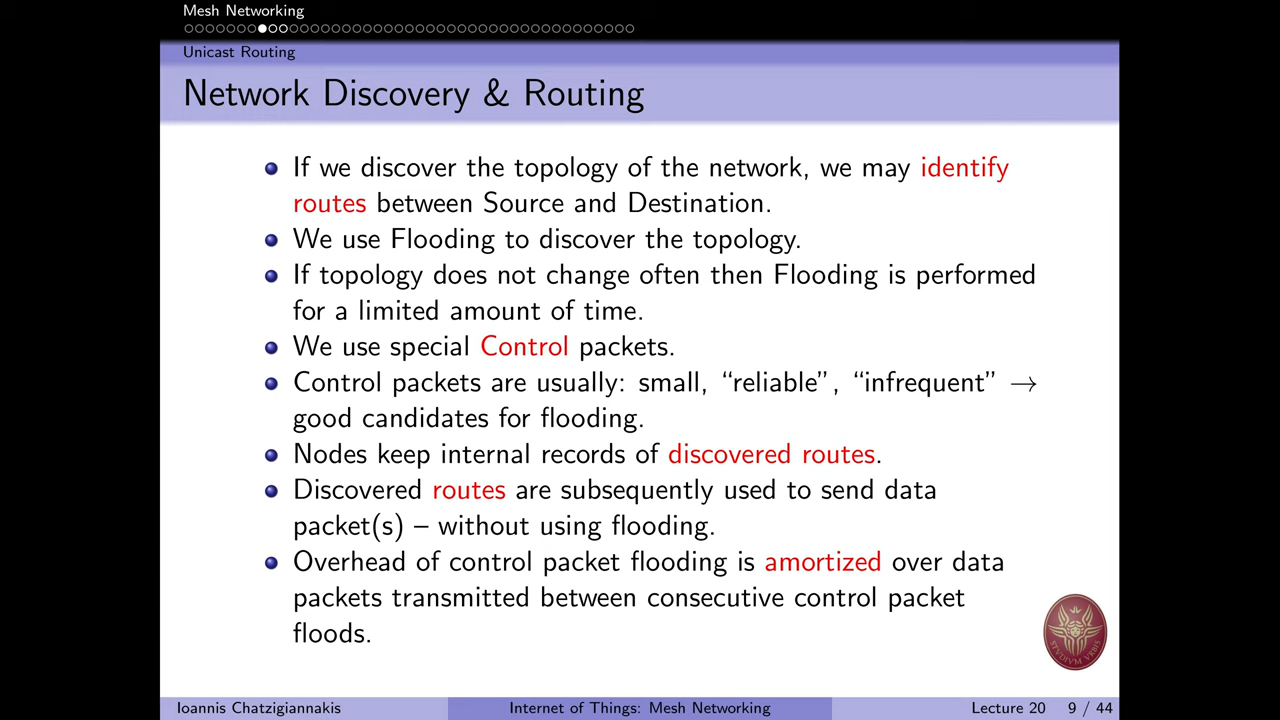 Mesh Networking
Unicast Routing
Network Discovery & Routing
If we discover the topology of the network, we may identify
routes between Source and Destination.
We use Flooding to discover the topology.
If topology does not change often then Flooding is performed
for a limited amount of time.
We use special Control packets.
Control packets are usually: small, “reliable”, “infrequent” →
good candidates for flooding.
Nodes keep internal records of discovered routes.
Discovered routes are subsequently used to send data
packet(s) – without using flooding.
Overhead of control packet flooding is amortized over data
packets transmitted between consecutive control packet
floods.
STVDIVM VRBIS
Ioannis Chatzigiannakis
Internet of Things: Mesh Networking
Lecture 20 9 / 44